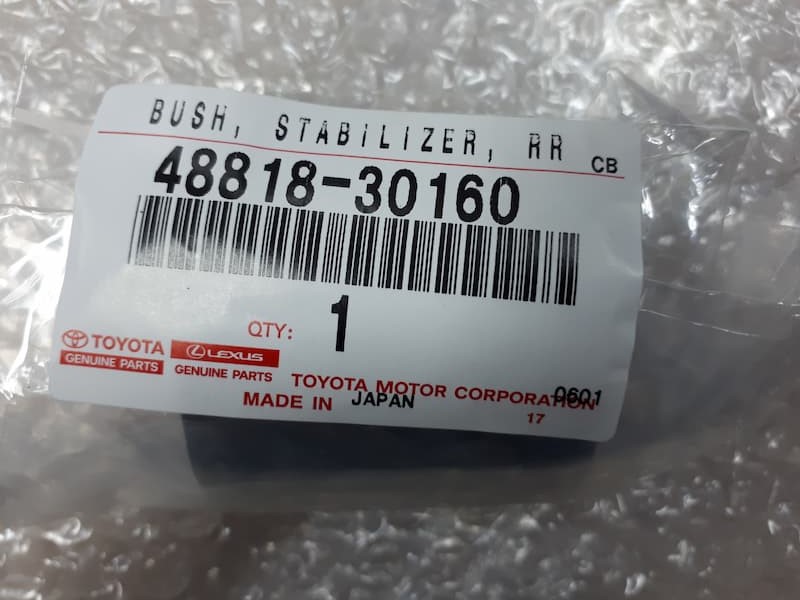 BUSH, STABILIZER, RR CB
48818-30160
QTY: 1
TOYOTA
GENUINE PARTS
LEXUS
GENUINE PARTS
TOYOTA MOTOR CORPORATION 0601
MADE IN JAPAN
17